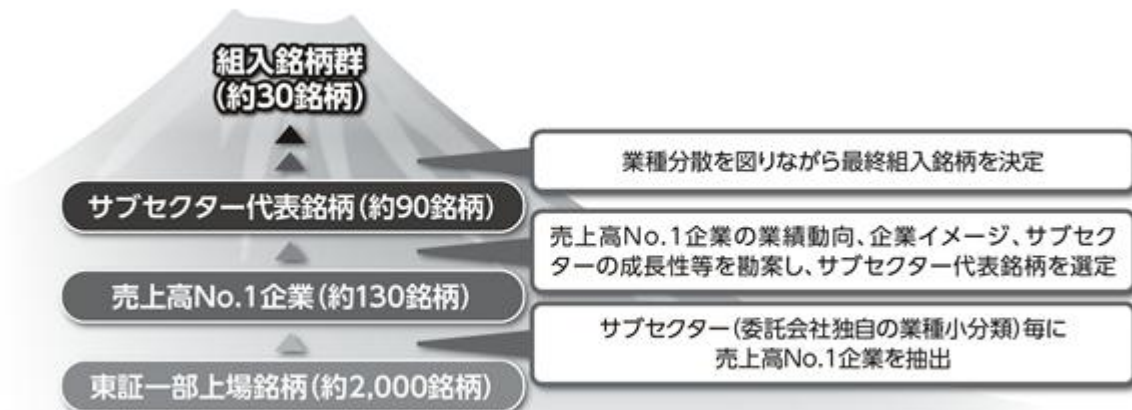 組入銘柄群
(約30銘柄)
業種分散を図りながら最終組入銘柄を決定
サブセクター代表銘柄(約90銘柄)
売上高No.1企業の業績動向、企業イメージ、サブセク
ターの成長性等を勘案し、サブセクター代表銘柄を選定
売上高No.1企業(約130銘柄)
サブセクター(委託会社独自の業種小分類)毎に
売上高No.1企業を抽出
東証一部上場銘柄(約2,000銘柄)